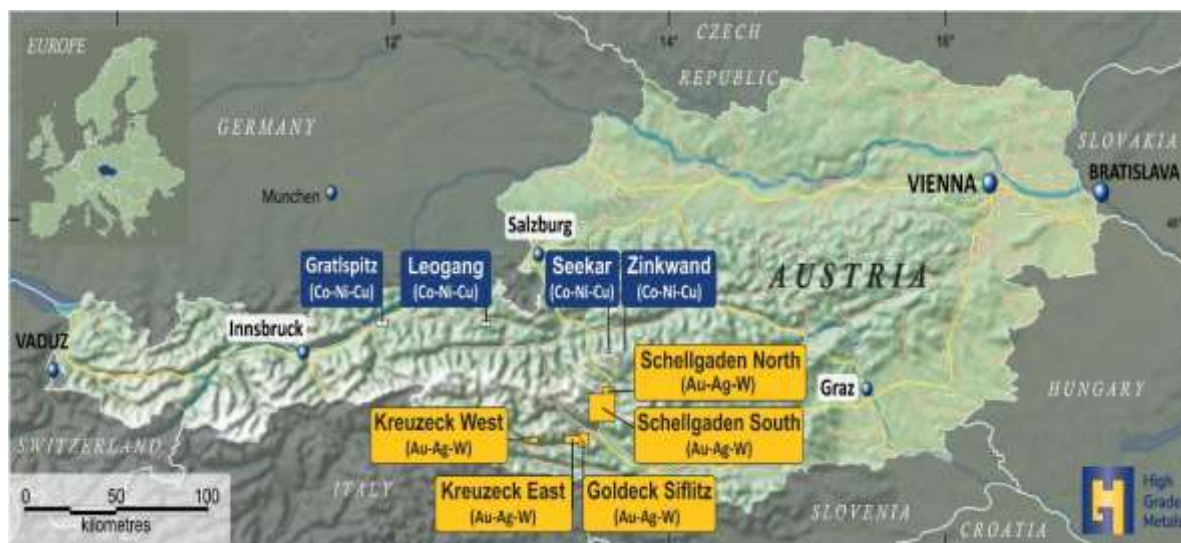 EUROPE
12°
14°
16°
CZECH
REPUBLIC
GERMANY
SLOVAKIA
BRATISLAVA
VIENNA
Munchen
Salzburg
Gratlspitz
(Co-Ni-Cu)
Leogang
(Co-Ni-Cu)
Seekar
(Co-Ni-Cu)
Zinkwand
(Co-Ni-Cu)
AUSTRIA
Innsbruck
VADUZ
Schellgaden North
(Au-Ag-W)
Graz
HUNGARY
Kreuzeck West
(Au-Ag-W)
Schellgaden South
(Au-Ag-W)
SWITZERLAND
ITALY
Kreuzeck East
(Au-Ag-W)
Goldeck Siflitz
(Au-Ag-W)
0 50 100
kilometres
SLOVENIA
CROATIA
High
Grade
Metals